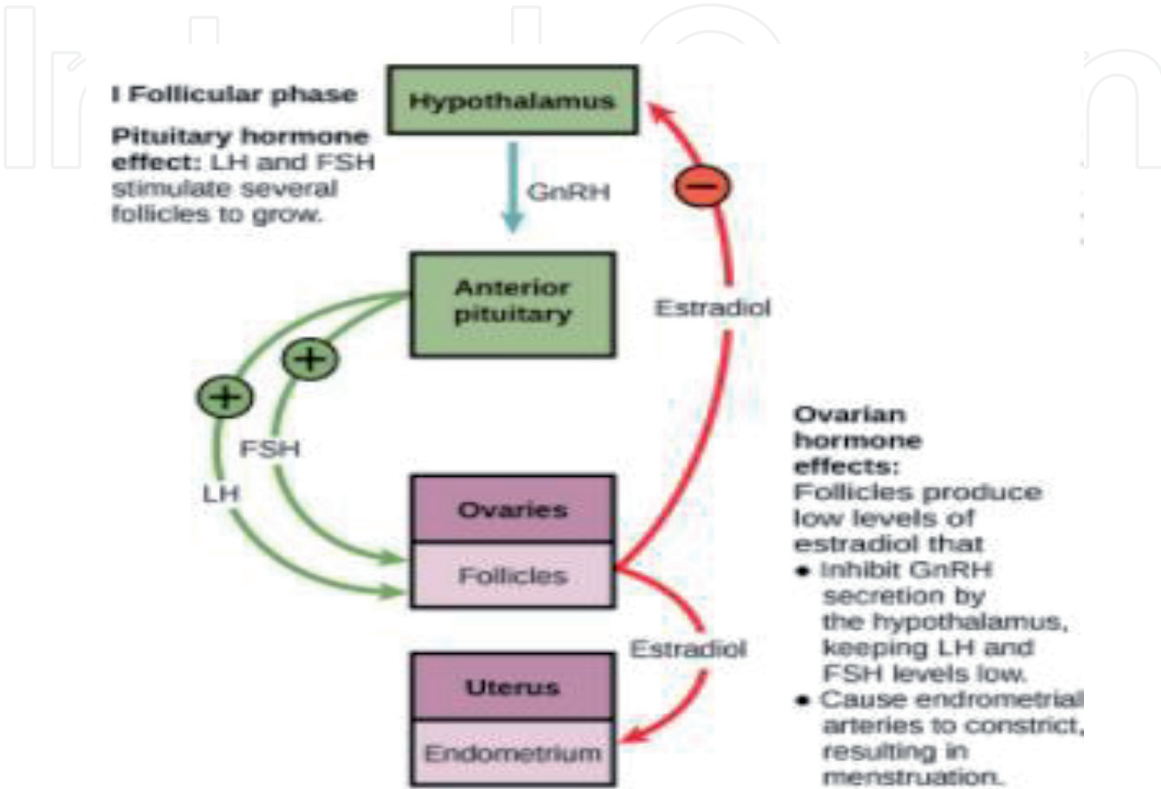 I Follicular phase
Pituitary hormone
effect: LH and FSH
stimulate several
follicles to grow.
Hypothalamus
GnRH
Anterior
pituitary
Estradiol
FSH
LH
Ovaries
Follicles
Estradiol
Uterus
Endometrium
Ovarian
hormone
effects:
Follicles produce
low levels of
estradiol that
• Inhibit GnRH
secretion by
the hypothalamus,
keeping LH and
FSH levels low.
• Cause endrometrial
arteries to constrict,
resulting in
menstruation.